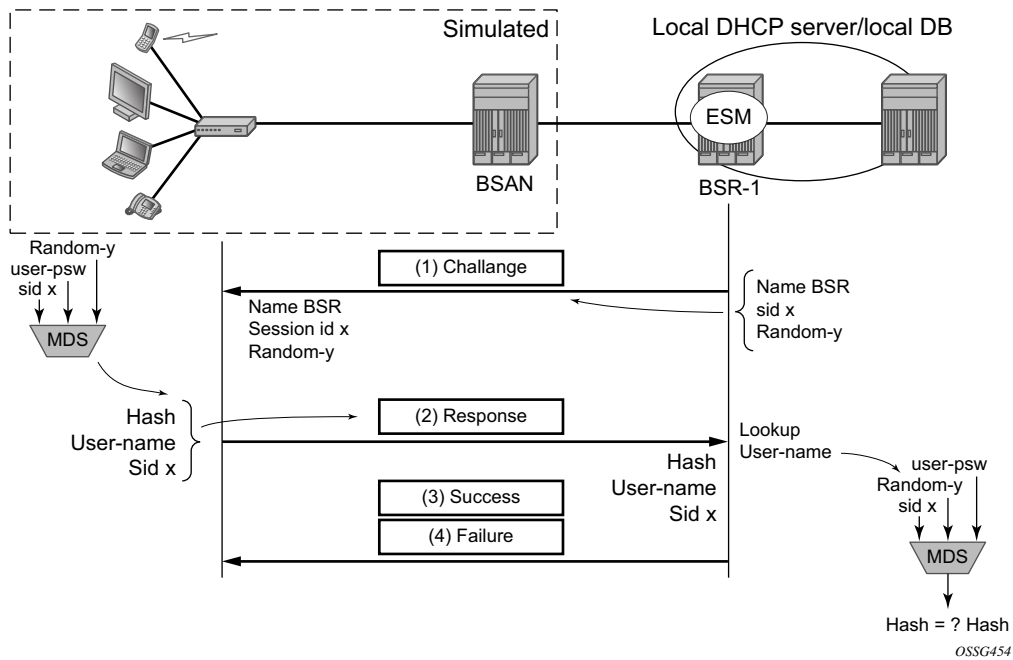 Simulated
Local DHCP server/local DB
ESM
BSAN
BSR-1
Random-y
user-psw
sid x
MDS
(1) Challange
Name BSR
Session id x
Random-y
Name BSR
sid x
Random-y
Hash
User-name
Sid x
(2) Response
Lookup
User-name
Hash
User-name
Sid x
(3) Success
(4) Failure
user-psw
Random-y
sid x
MDS
Hash = ? Hash
OSSG454